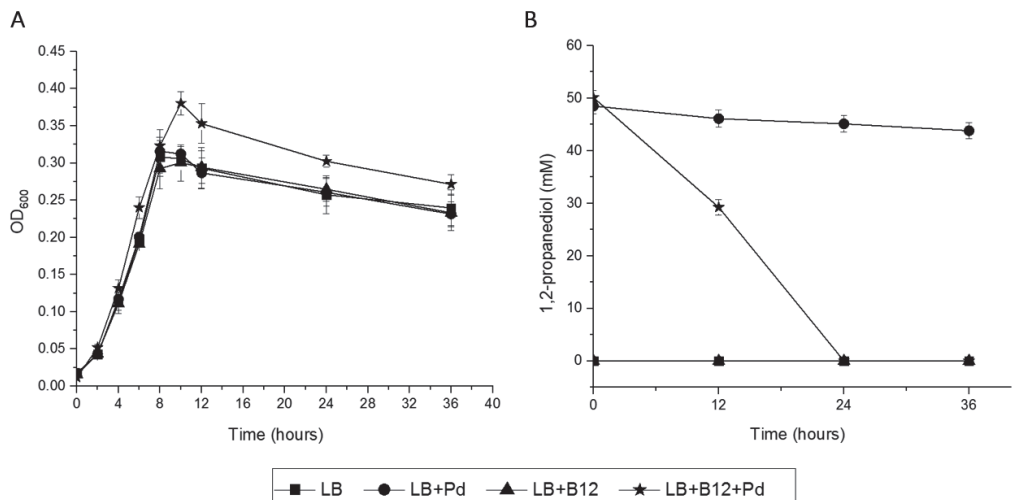 A
0.45
0.40
0.35
0.30
0.25
0.20
0.15
0.10
0.05
0.00
OD600
0 4 8 12 16 20 24 28 32 36 40
Time (hours)
B
60
50
40
30
20
10
0
1,2-propanediol (mM)
0 12 24 36
Time (hours)
LB LB+Pd LB+B12 LB+B12+Pd